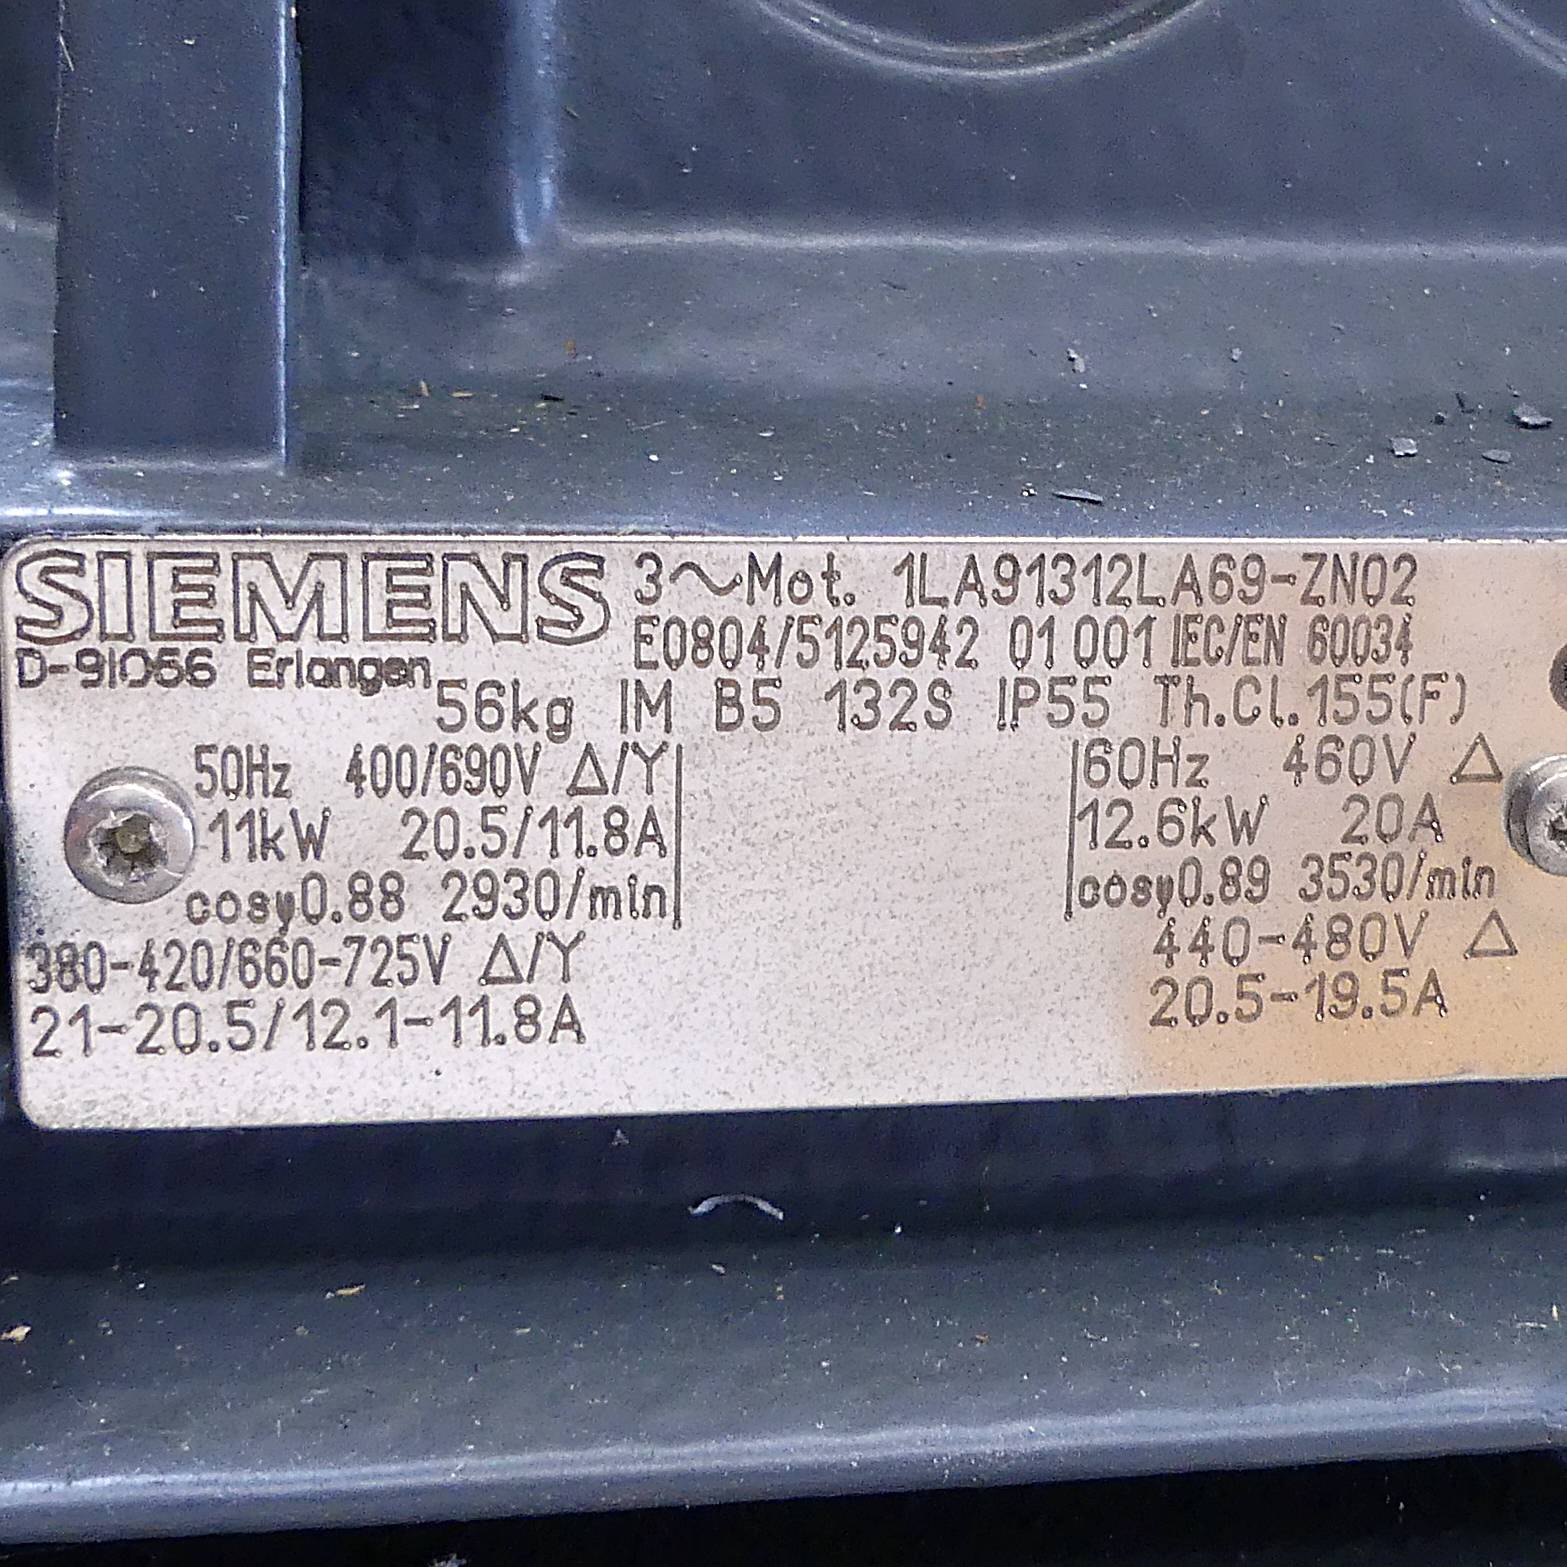 SIEMENS 3~Mot. 1LA91312LA69-ZN02
D-91056 Erlangen E0804/5125942 01 001 IEC/EN 60034
56kg IM B5 132S IP55 Th.Cl.155(F)
50Hz 400/690V Δ/Y 60Hz 460V Δ
11kW 20.5/11.8A 12.6kW 20A
cosφ0.88 2930/min cosφ0.89 3530/min
380-420/660-725V Δ/Y 440-480V Δ
21-20.5/12.1-11.8A 20.5-19.5A